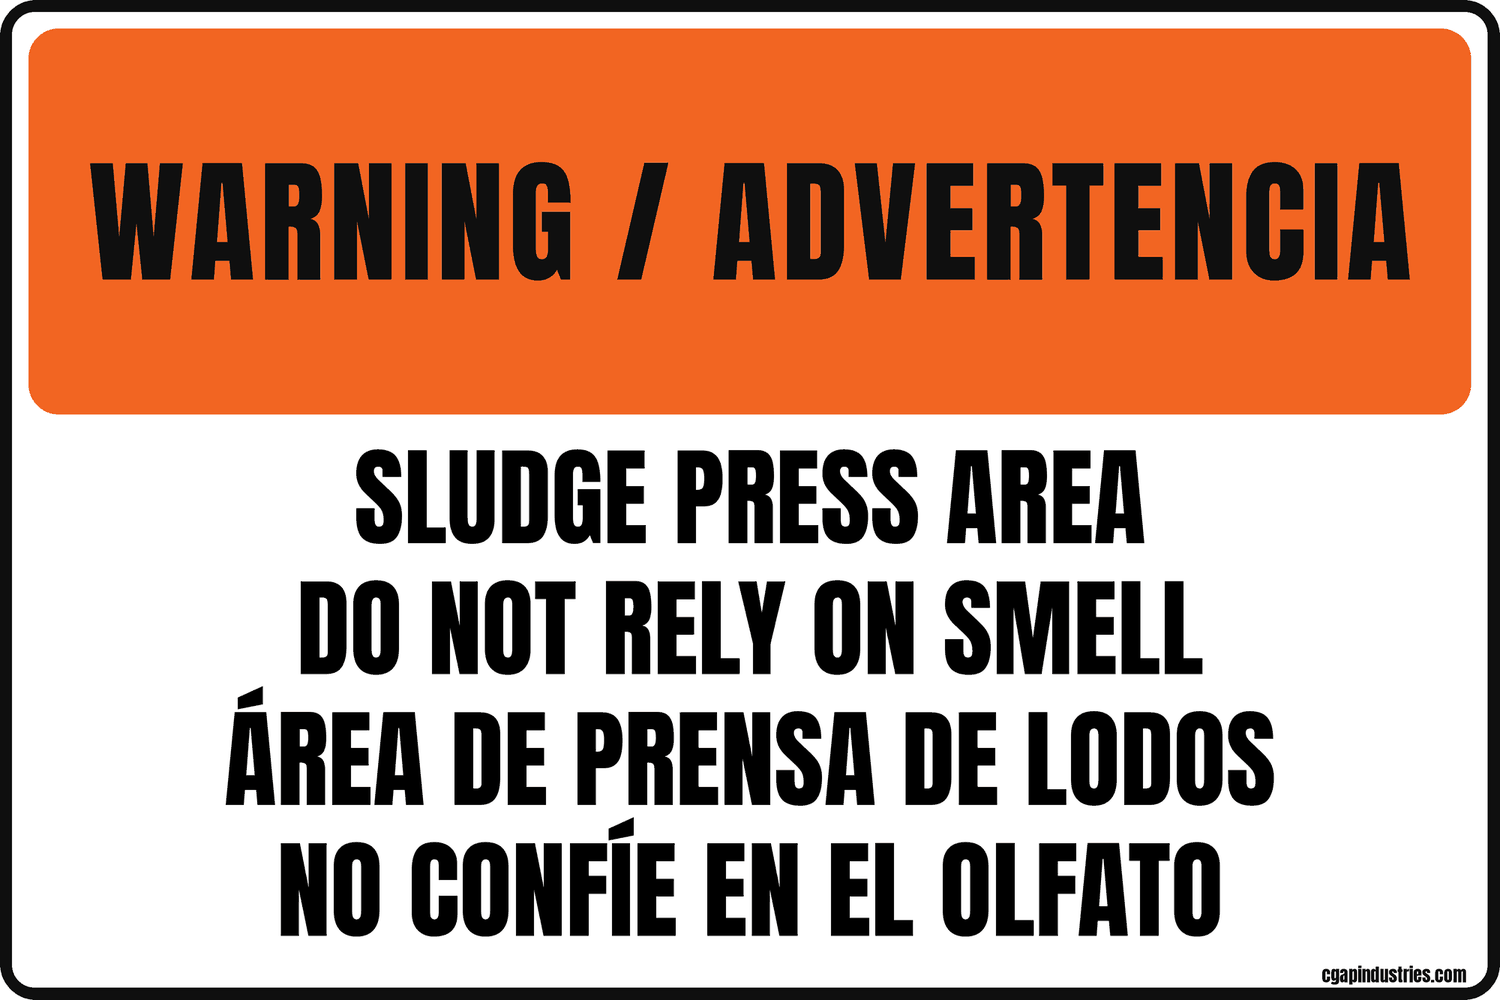 WARNING / ADVERTENCIA
SLUDGE PRESS AREA
DO NOT RELY ON SMELL
ÁREA DE PRENSA DE LODOS
NO CONFÍE EN EL OLFATO
cgapindustries.com